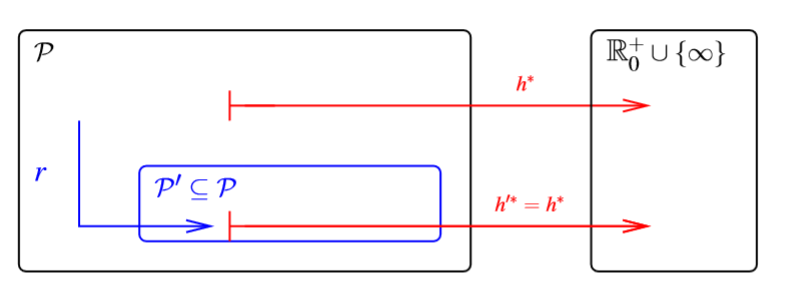 𝒫
ℝ₀⁺ ∪ {∞}
h*
r
𝒫′ ⊆ 𝒫
h′* = h*